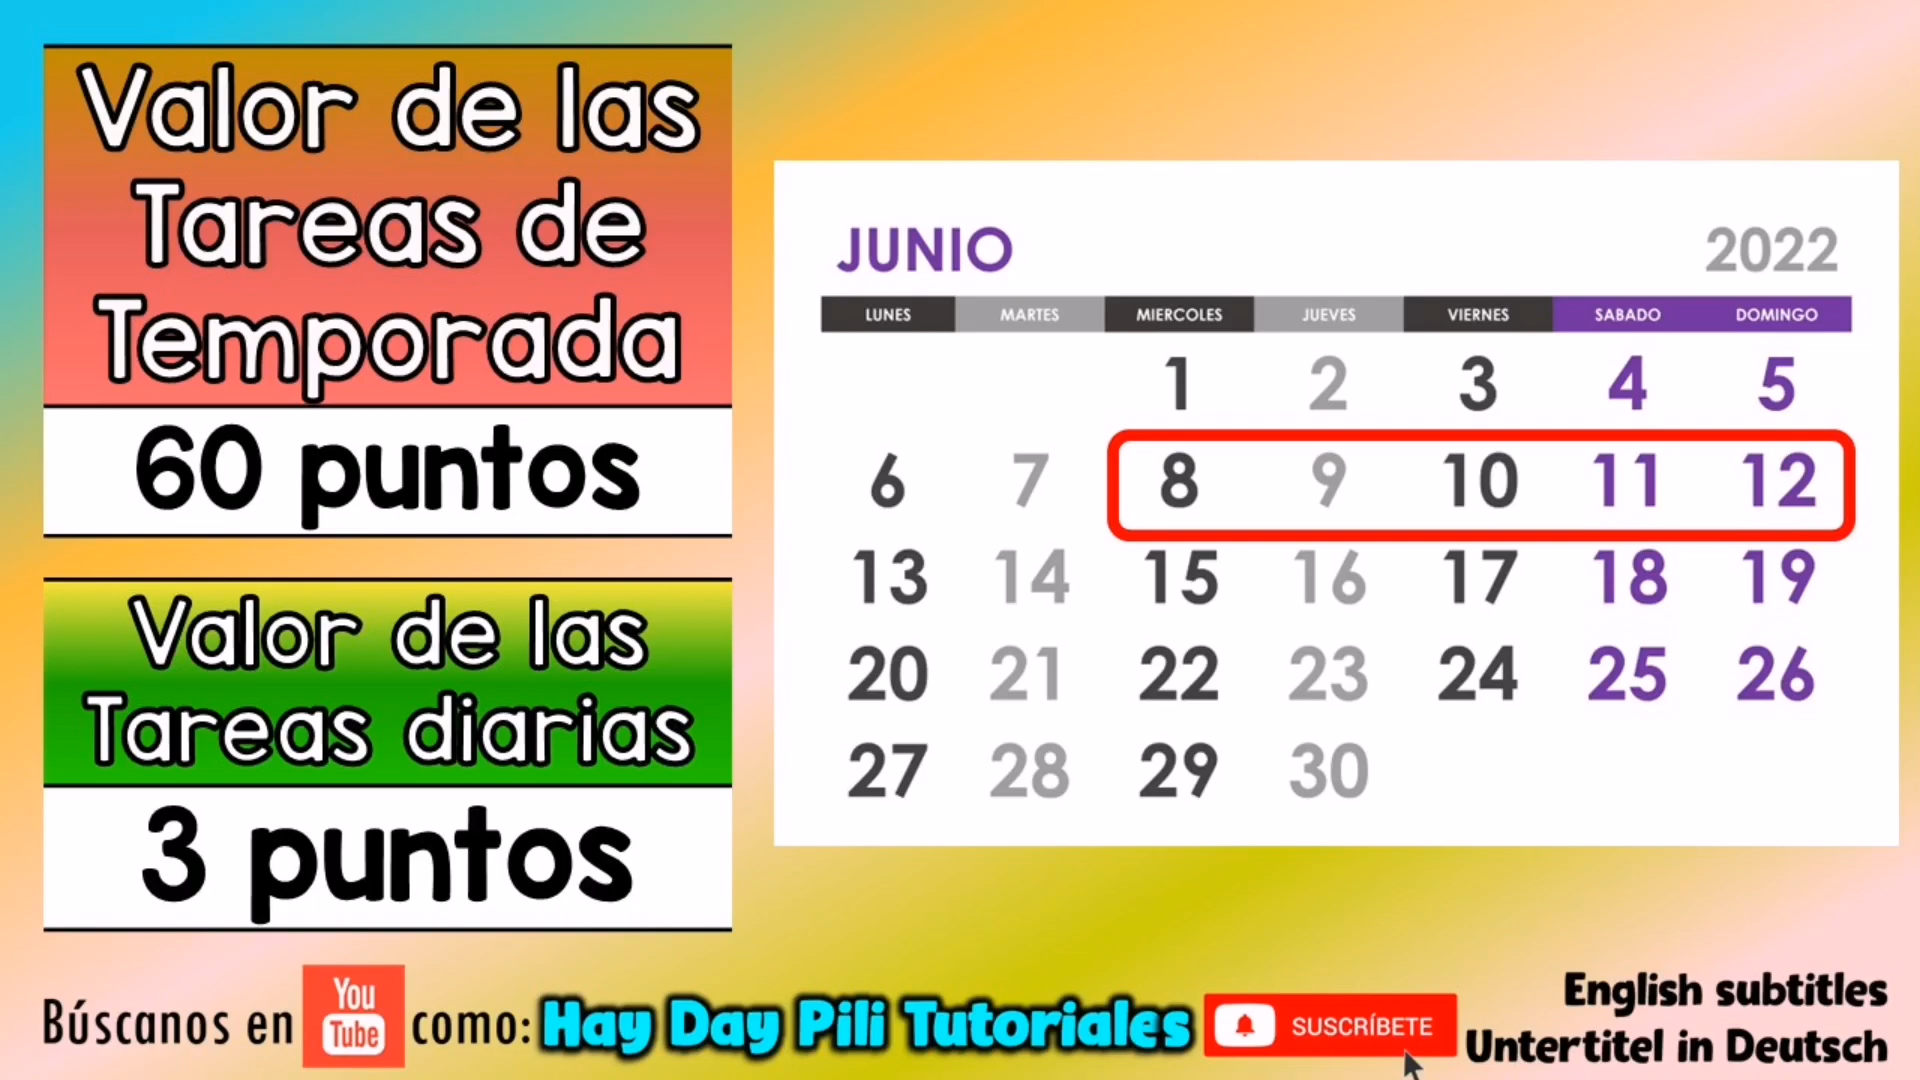 Valor de las
Tareas de
Temporada
60 puntos
Valor de las
Tareas diarias
3 puntos
JUNIO 2022
LUNES MARTES MIERCOLES JUEVES VIERNES SABADO DOMINGO
1 2 3 4 5
6 7 8 9 10 11 12
13 14 15 16 17 18 19
20 21 22 23 24 25 26
27 28 29 30
Búscanos en You Tube como: Hay Day Pili Tutoriales SUSCRÍBETE
English subtitles
Untertitel in Deutsch